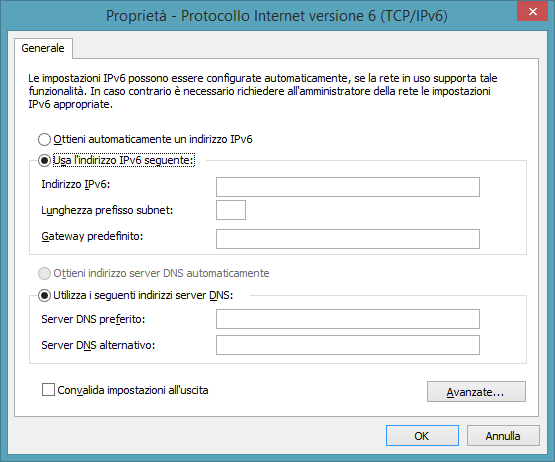 Proprietà - Protocollo Internet versione 6 (TCP/IPv6)
Generale
Le impostazioni IPv6 possono essere configurate automaticamente, se la rete in uso supporta tale
funzionalità. In caso contrario è necessario richiedere all'amministratore della rete le impostazioni
IPv6 appropriate.
Ottieni automaticamente un indirizzo IPv6
Usa l'indirizzo IPv6 seguente:
Indirizzo IPv6:
Lunghezza prefisso subnet:
Gateway predefinito:
Ottieni indirizzo server DNS automaticamente
Utilizza i seguenti indirizzi server DNS:
Server DNS preferito:
Server DNS alternativo:
Convalida impostazioni all'uscita
Avanzate...
OK
Annulla